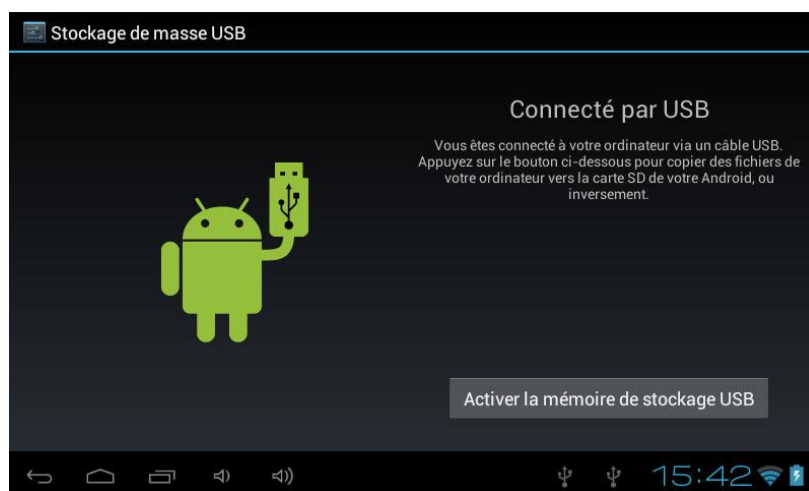 Stockage de masse USB
Connecté par USB
Vous êtes connecté à votre ordinateur via un câble USB.
Appuyez sur le bouton ci-dessous pour copier des fichiers de
votre ordinateur vers la carte SD de votre Android, ou
inversement.
Activer la mémoire de stockage USB
15:42